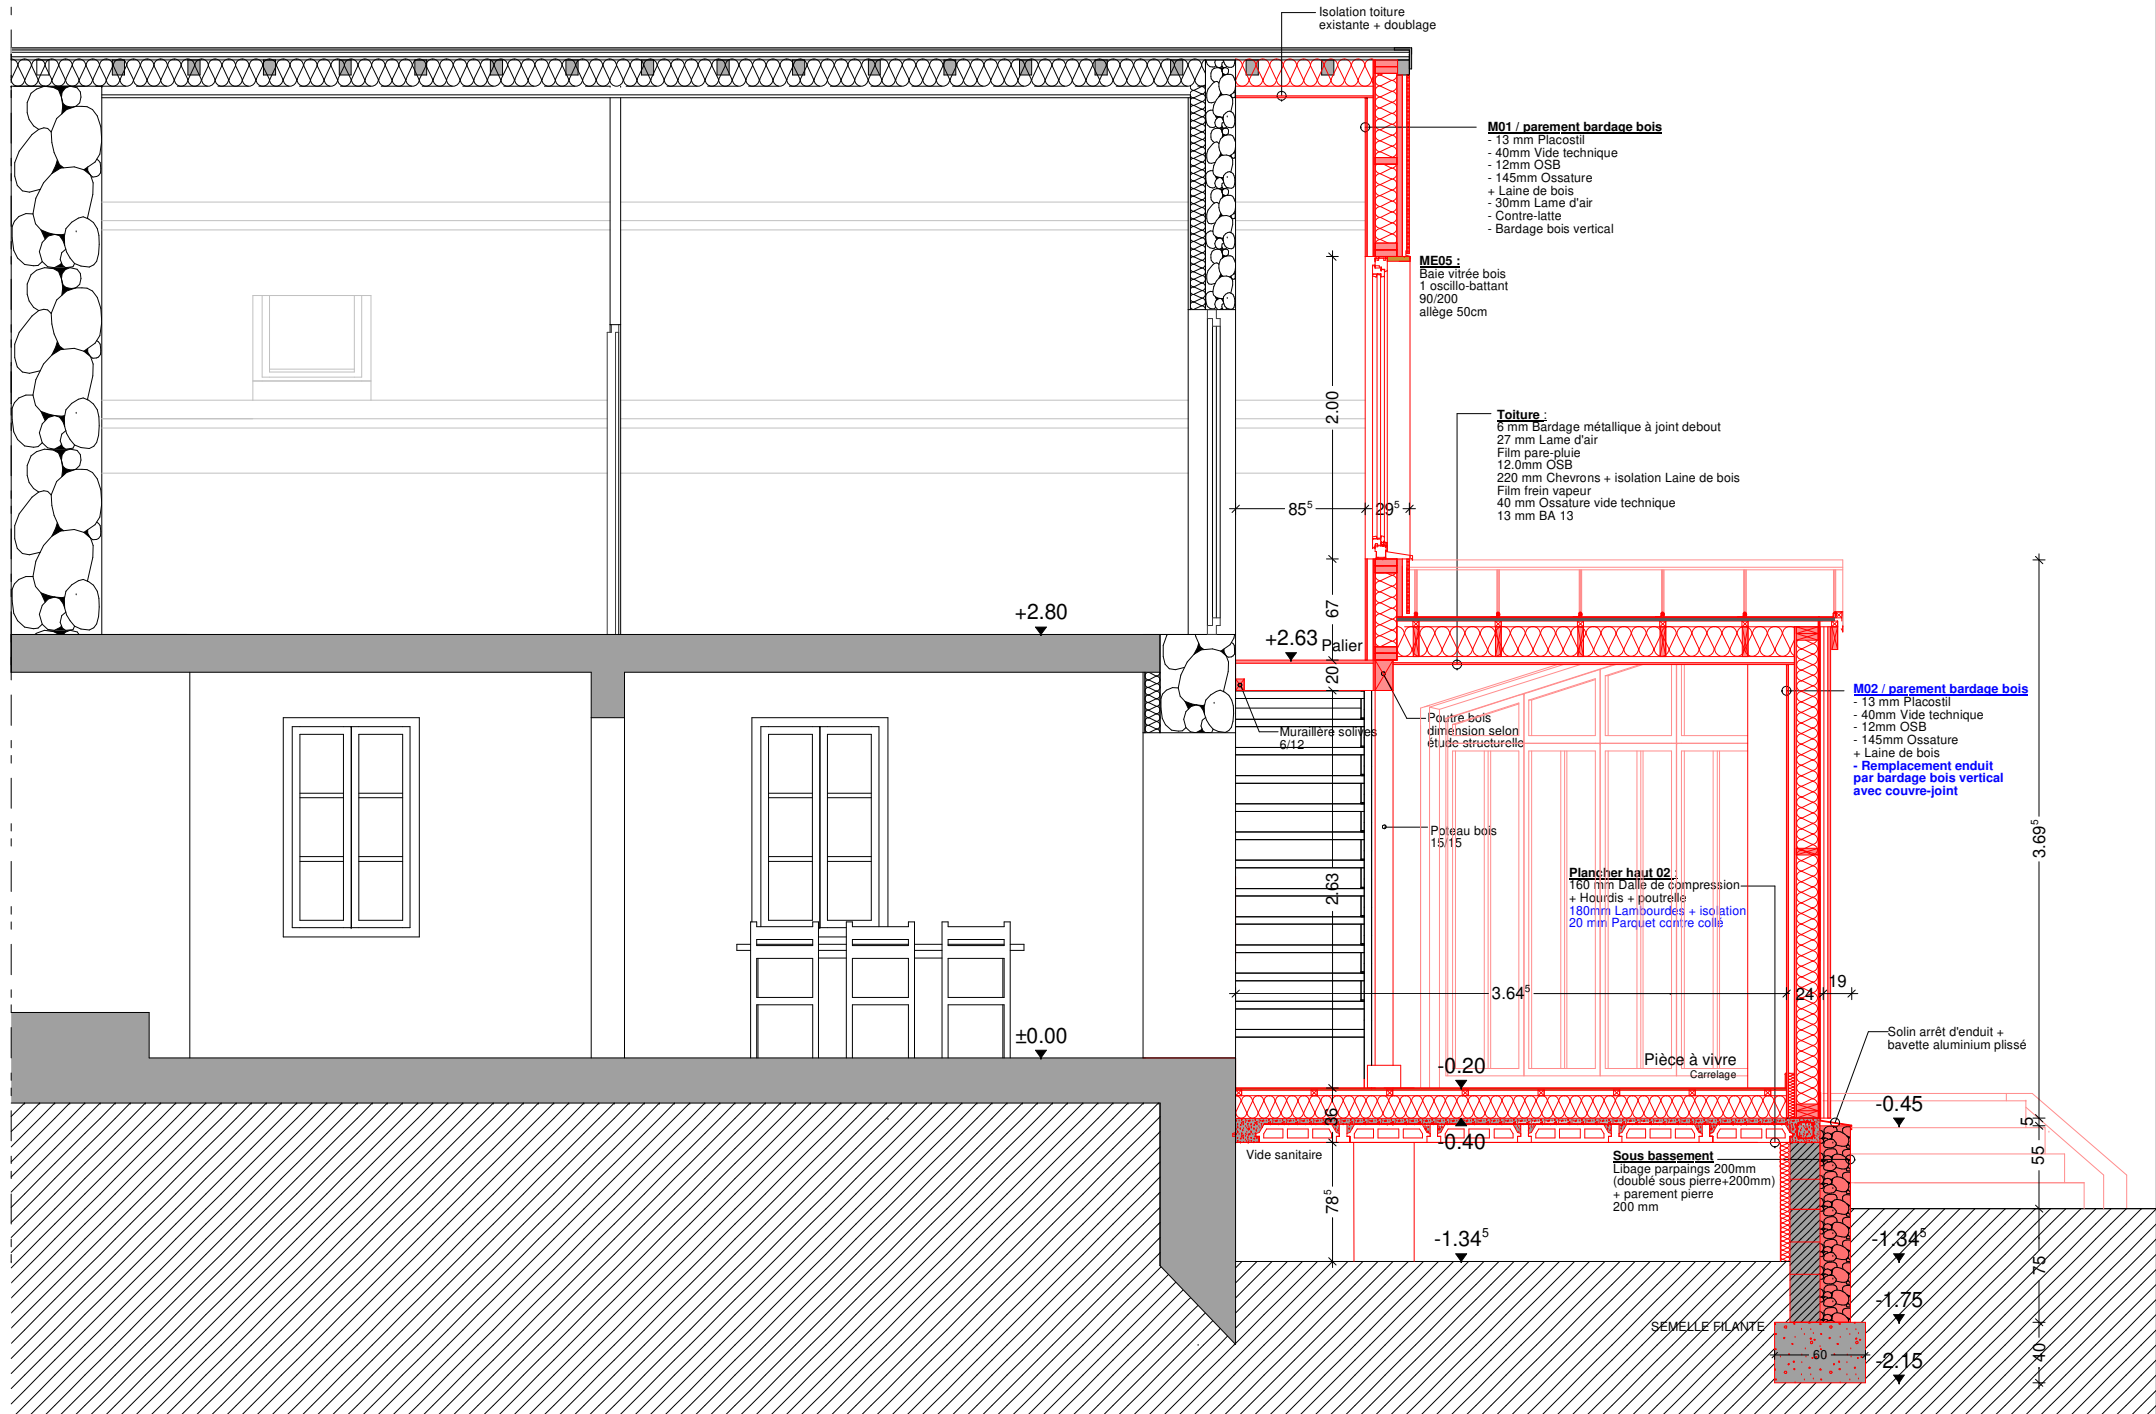 Isolation toiture
existante + doublage
M01 / parement bardage bois
- 13 mm Placostil
- 40mm Vide technique
- 12mm OSB
- 145mm Ossature
+ Laine de bois
- 30mm Lame d'air
- Contre-latte
- Bardage bois vertical
ME05 :
Baie vitrée bois
1 oscillo-battant
90/200
allège 50cm
2.00
Toiture :
6 mm Bardage métallique à joint debout
27 mm Lame d'air
Film pare-pluie
12.0mm OSB
220 mm Chevrons + isolation Laine de bois
Film frein vapeur
40 mm Ossature vide technique
13 mm BA 13
85⁵
29⁵
67
+2.80
+2.63
Palier
20
M02 / parement bardage bois
- 13 mm Placostil
- 40mm Vide technique
- 12mm OSB
- 145mm Ossature
+ Laine de bois
- Remplacement enduit
par bardage bois vertical
avec couvre-joint
Muraillère solives
6/12
Poutre bois
dimension selon
étude structurelle
Poteau bois
15/15
3.69⁵
2.63
Plancher haut 02 :
160 mm Dalle de compression
+ Hourdis + poutrelle
180mm Lambourdes + isolation
20 mm Parquet contre collé
3.64⁵
24
19
±0.00
Solin arrêt d'enduit +
bavette aluminium plissé
Pièce à vivre
Carrelage
-0.20
36
-0.45
5
-0.40
Vide sanitaire
Sous bassement
Libage parpaings 200mm
(doublé sous pierre+200mm)
+ parement pierre
200 mm
55
78⁵
-1.34⁵
-1.34⁵
75
-1.75
SEMELLE FILANTE
60
-2.15
40